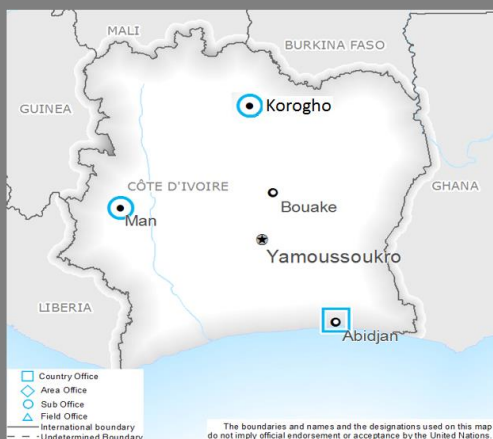 MALI
BURKINA FASO
GUINEA
Korogho
CÔTE D'IVOIRE
GHANA
Bouake
Man
Yamoussoukro
LIBERIA
Abidjan
Country Office
Area Office
Sub Office
Field Office
International boundary
Undetermined Boundary
The boundaries and names and the designations used on this map
do not imply official endorsement or acceptance by the United Nations.